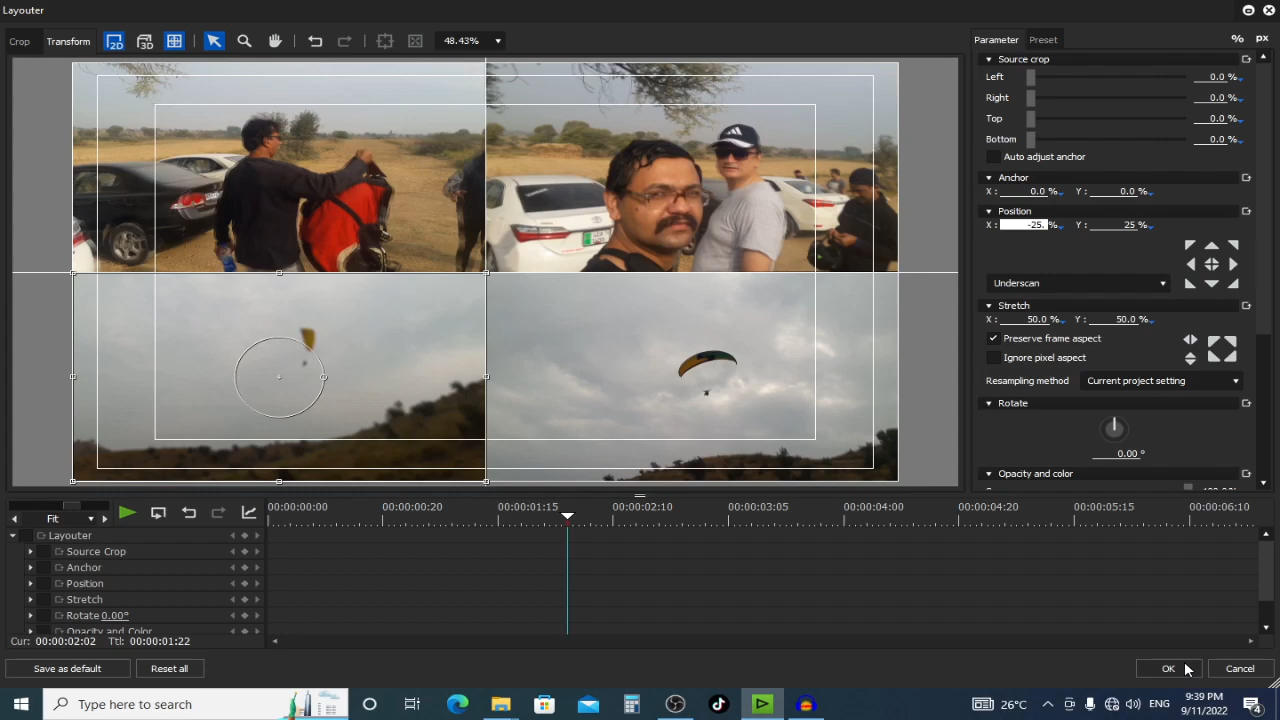 Layouter
Crop Transform 2D 3D 48.43%
Parameter Preset % px
Source crop
Left 0.0 %
Right 0.0 %
Top 0.0 %
Bottom 0.0 %
Auto adjust anchor
Anchor
X : 0.0 % Y : 0.0 %
Position
X : -25. % Y : 25 %
Underscan
Stretch
X : 50.0 % Y : 50.0 %
Preserve frame aspect
Ignore pixel aspect
Resampling method Current project setting
Rotate
0.00 °
Opacity and color
Fit
00:00:00:00 00:00:00:20 00:00:01:15 00:00:02:10 00:00:03:05 00:00:04:00 00:00:04:20 00:00:05:15 00:00:06:10
Layouter
Source Crop
Anchor
Position
Stretch
Rotate 0.00°
Opacity and Color
Cur: 00:00:02:02 Ttl: 00:00:01:22
Save as default Reset all OK Cancel
Type here to search
26°C ENG 9:39 PM
9/11/2022